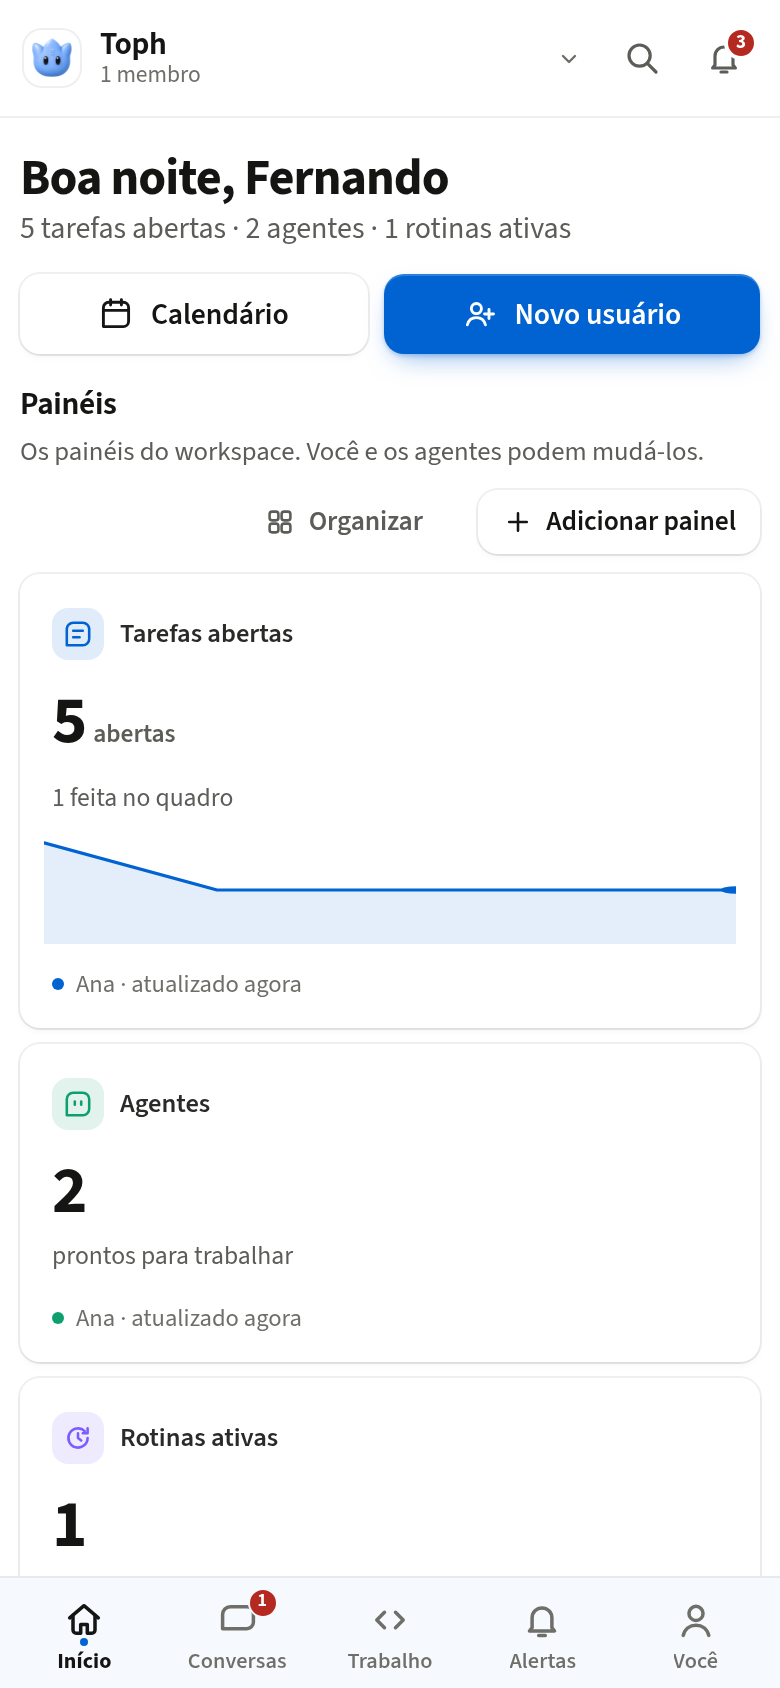 Toph
1 membro
3
Boa noite, Fernando
5 tarefas abertas · 2 agentes · 1 rotinas ativas
Calendário
Novo usuário
Painéis
Os painéis do workspace. Você e os agentes podem mudá-los.
Organizar
Adicionar painel
Tarefas abertas
5 abertas
1 feita no quadro
Ana · atualizado agora
Agentes
2
prontos para trabalhar
Ana · atualizado agora
Rotinas ativas
1
1
Início
Conversas
Trabalho
Alertas
Você